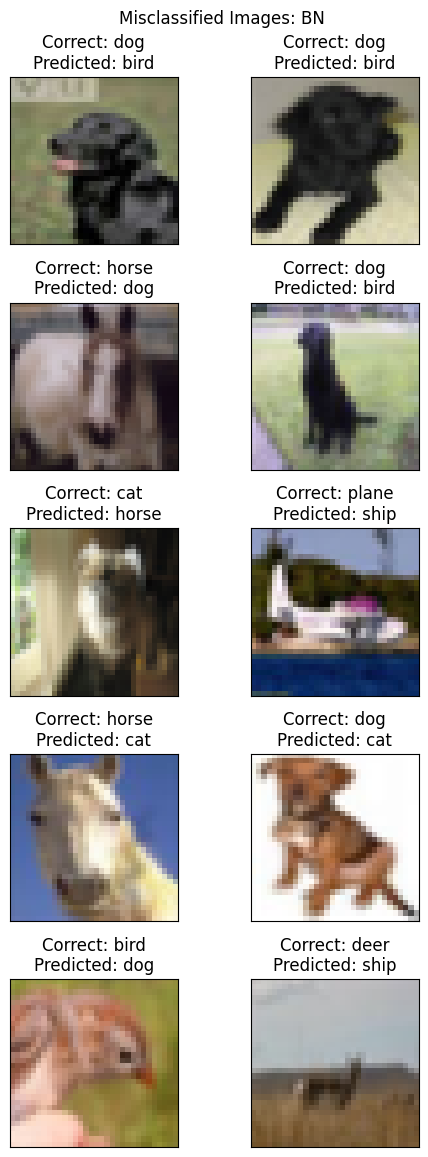 Misclassified Images: BN
Correct: dog
Predicted: bird
Correct: dog
Predicted: bird
Correct: horse
Predicted: dog
Correct: dog
Predicted: bird
Correct: cat
Predicted: horse
Correct: plane
Predicted: ship
Correct: horse
Predicted: cat
Correct: dog
Predicted: cat
Correct: bird
Predicted: dog
Correct: deer
Predicted: ship